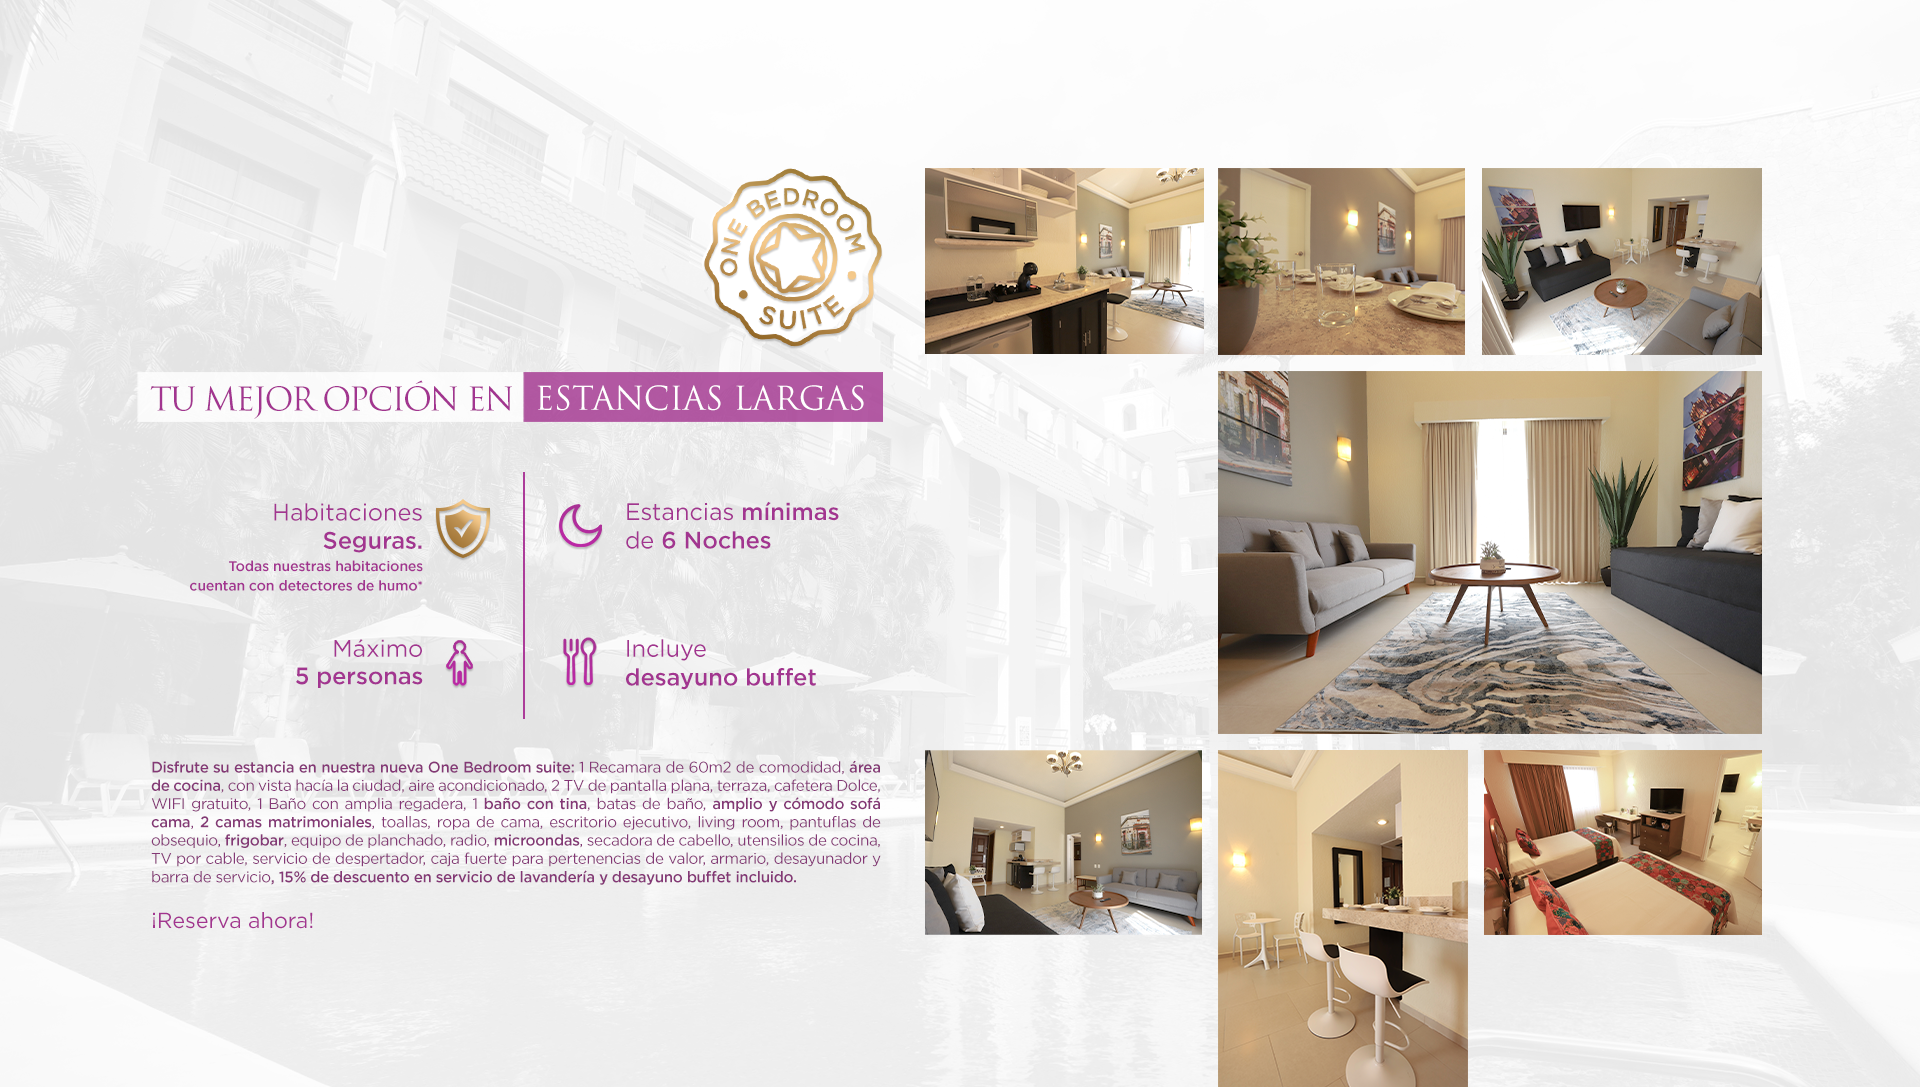 ONE BEDROOM
SUITE
TU MEJOR OPCIÓN EN ESTANCIAS LARGAS
Habitaciones
Seguras.
Todas nuestras habitaciones
cuentan con detectores de humo*
Estancias mínimas
de 6 Noches
Máximo
5 personas
Incluye
desayuno buffet
Disfrute su estancia en nuestra nueva One Bedroom suite: 1 Recamara de 60m2 de comodidad, área
de cocina, con vista hacía la ciudad, aire acondicionado, 2 TV de pantalla plana, terraza, cafetera Dolce,
WIFI gratuito, 1 Baño con amplia regadera, 1 baño con tina, batas de baño, amplio y cómodo sofá
cama, 2 camas matrimoniales, toallas, ropa de cama, escritorio ejecutivo, living room, pantuflas de
obsequio, frigobar, equipo de planchado, radio, microondas, secadora de cabello, utensilios de cocina,
TV por cable, servicio de despertador, caja fuerte para pertenencias de valor, armario, desayunador y
barra de servicio, 15% de descuento en servicio de lavandería y desayuno buffet incluido.
¡Reserva ahora!